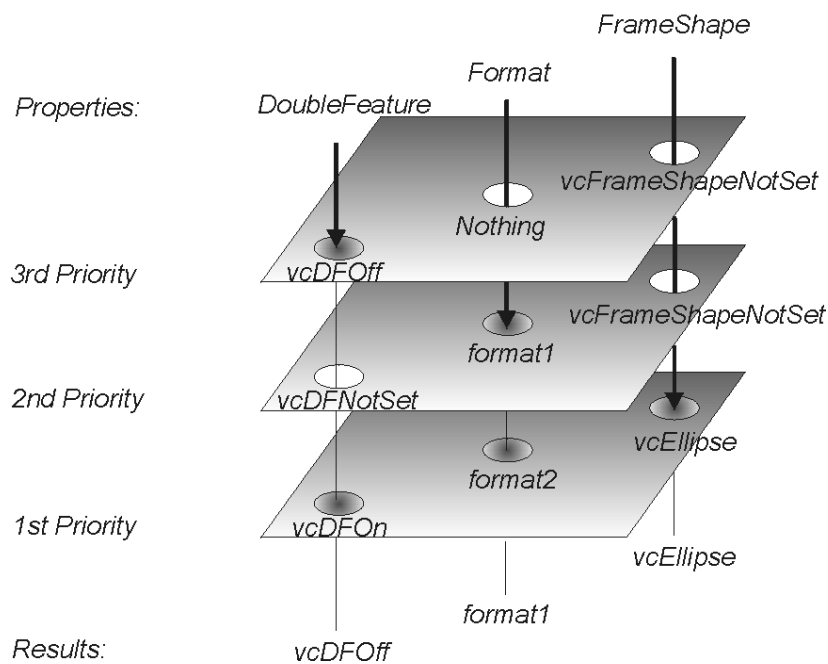 FrameShape
Format
Properties:
DoubleFeature
vcFrameShapeNotSet
Nothing
3rd Priority
vcDFOff
vcFrameShapeNotSet
format1
2nd Priority
vcDFNotSet
vcEllipse
format2
1st Priority
vcDFOn
vcEllipse
format1
Results:
vcDFOff